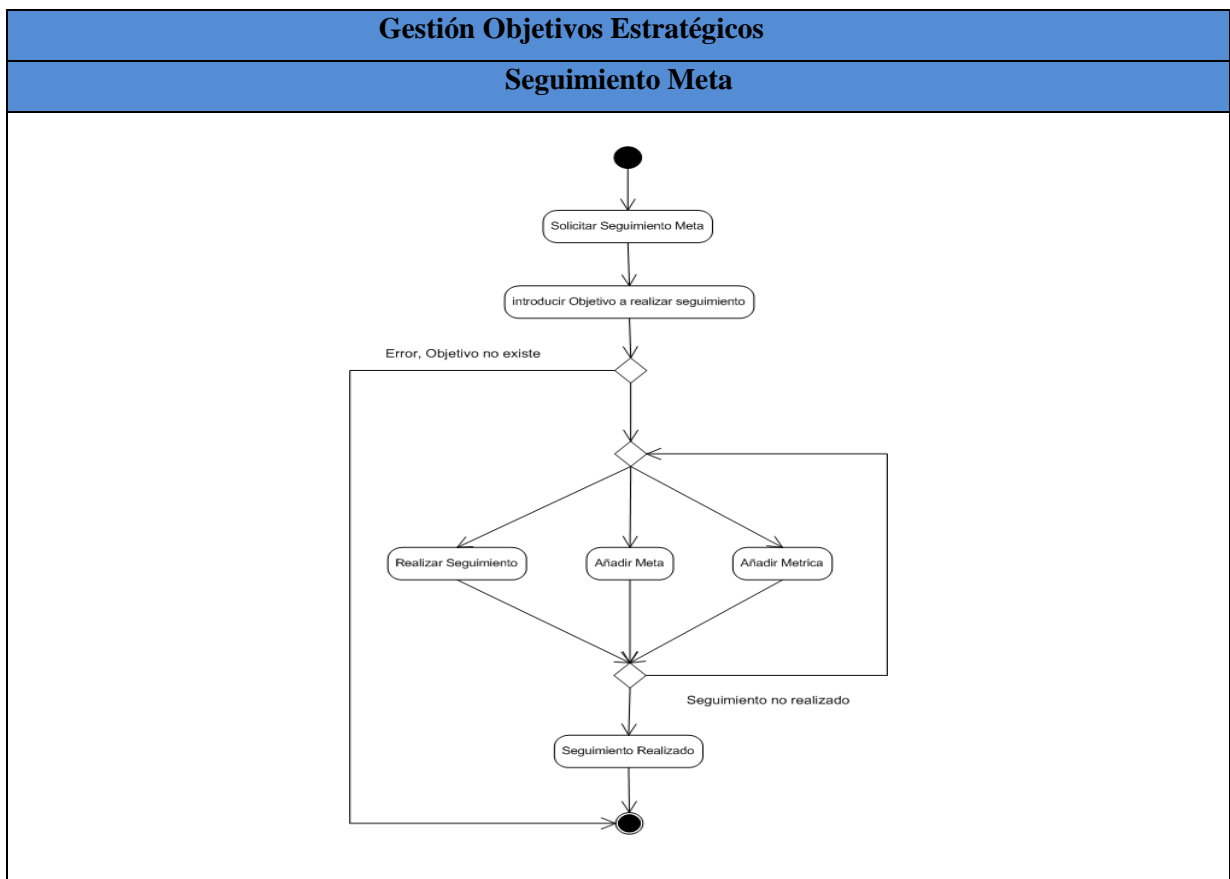 Gestión Objetivos Estratégicos
Seguimiento Meta
Solicitar Seguimiento Meta
introducir Objetivo a realizar seguimiento
Error, Objetivo no existe
Realizar Seguimiento
Añadir Meta
Añadir Metrica
Seguimiento no realizado
Seguimiento Realizado